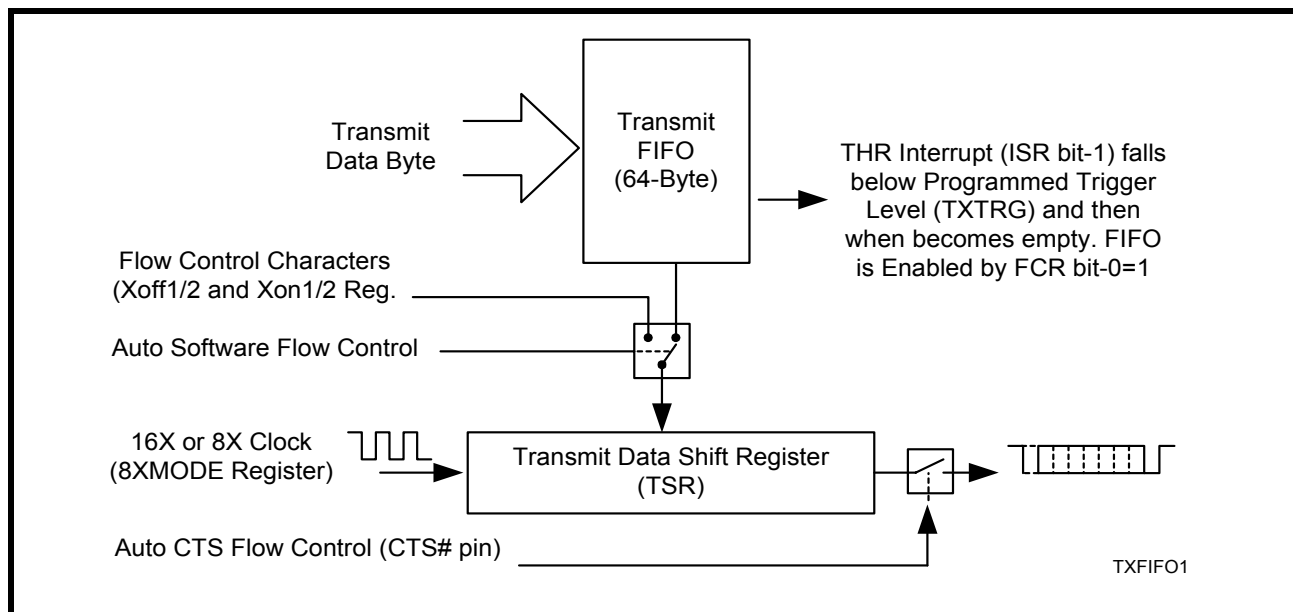 Transmit
Data Byte
Transmit
FIFO
(64-Byte)
THR Interrupt (ISR bit-1) falls
below Programmed Trigger
Level (TXTRG) and then
when becomes empty. FIFO
is Enabled by FCR bit-0=1
Flow Control Characters
(Xoff1/2 and Xon1/2 Reg.
Auto Software Flow Control
16X or 8X Clock
(8XMODE Register)
Transmit Data Shift Register
(TSR)
Auto CTS Flow Control (CTS# pin)
TXFIFO1